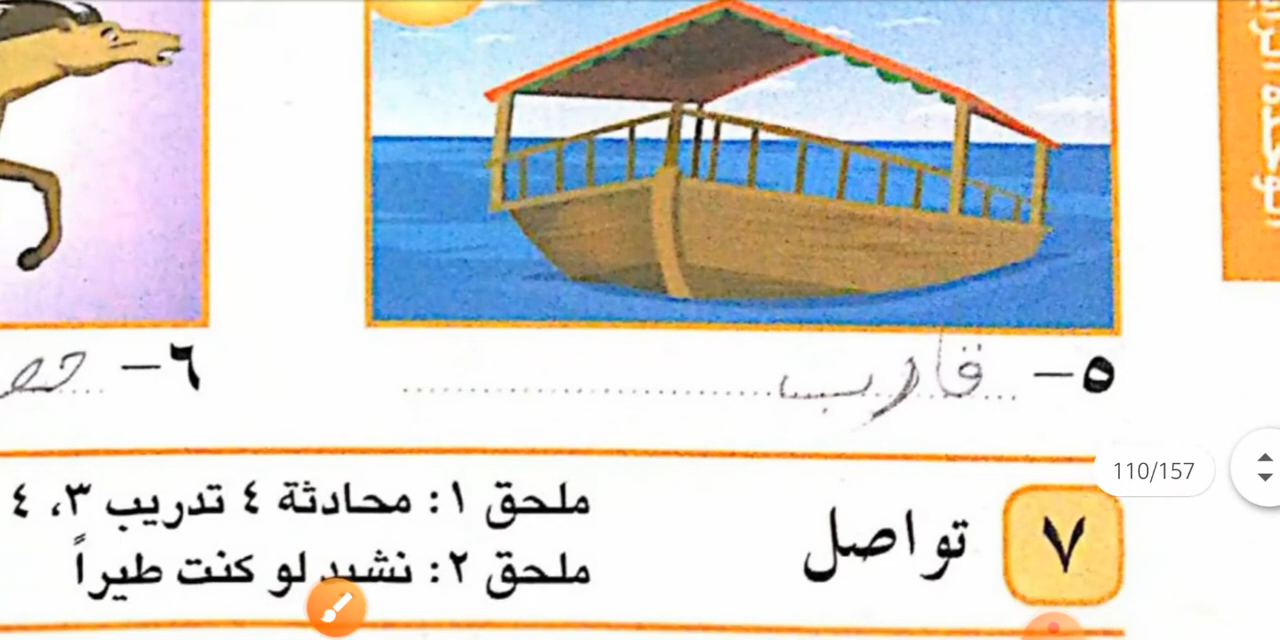 ٥- قارب
٦-
110/157
٧ تواصل
ملحق ١: محادثة ٤ تدريب ٣، ٤
ملحق ٢: نشيد لو كنت طيراً